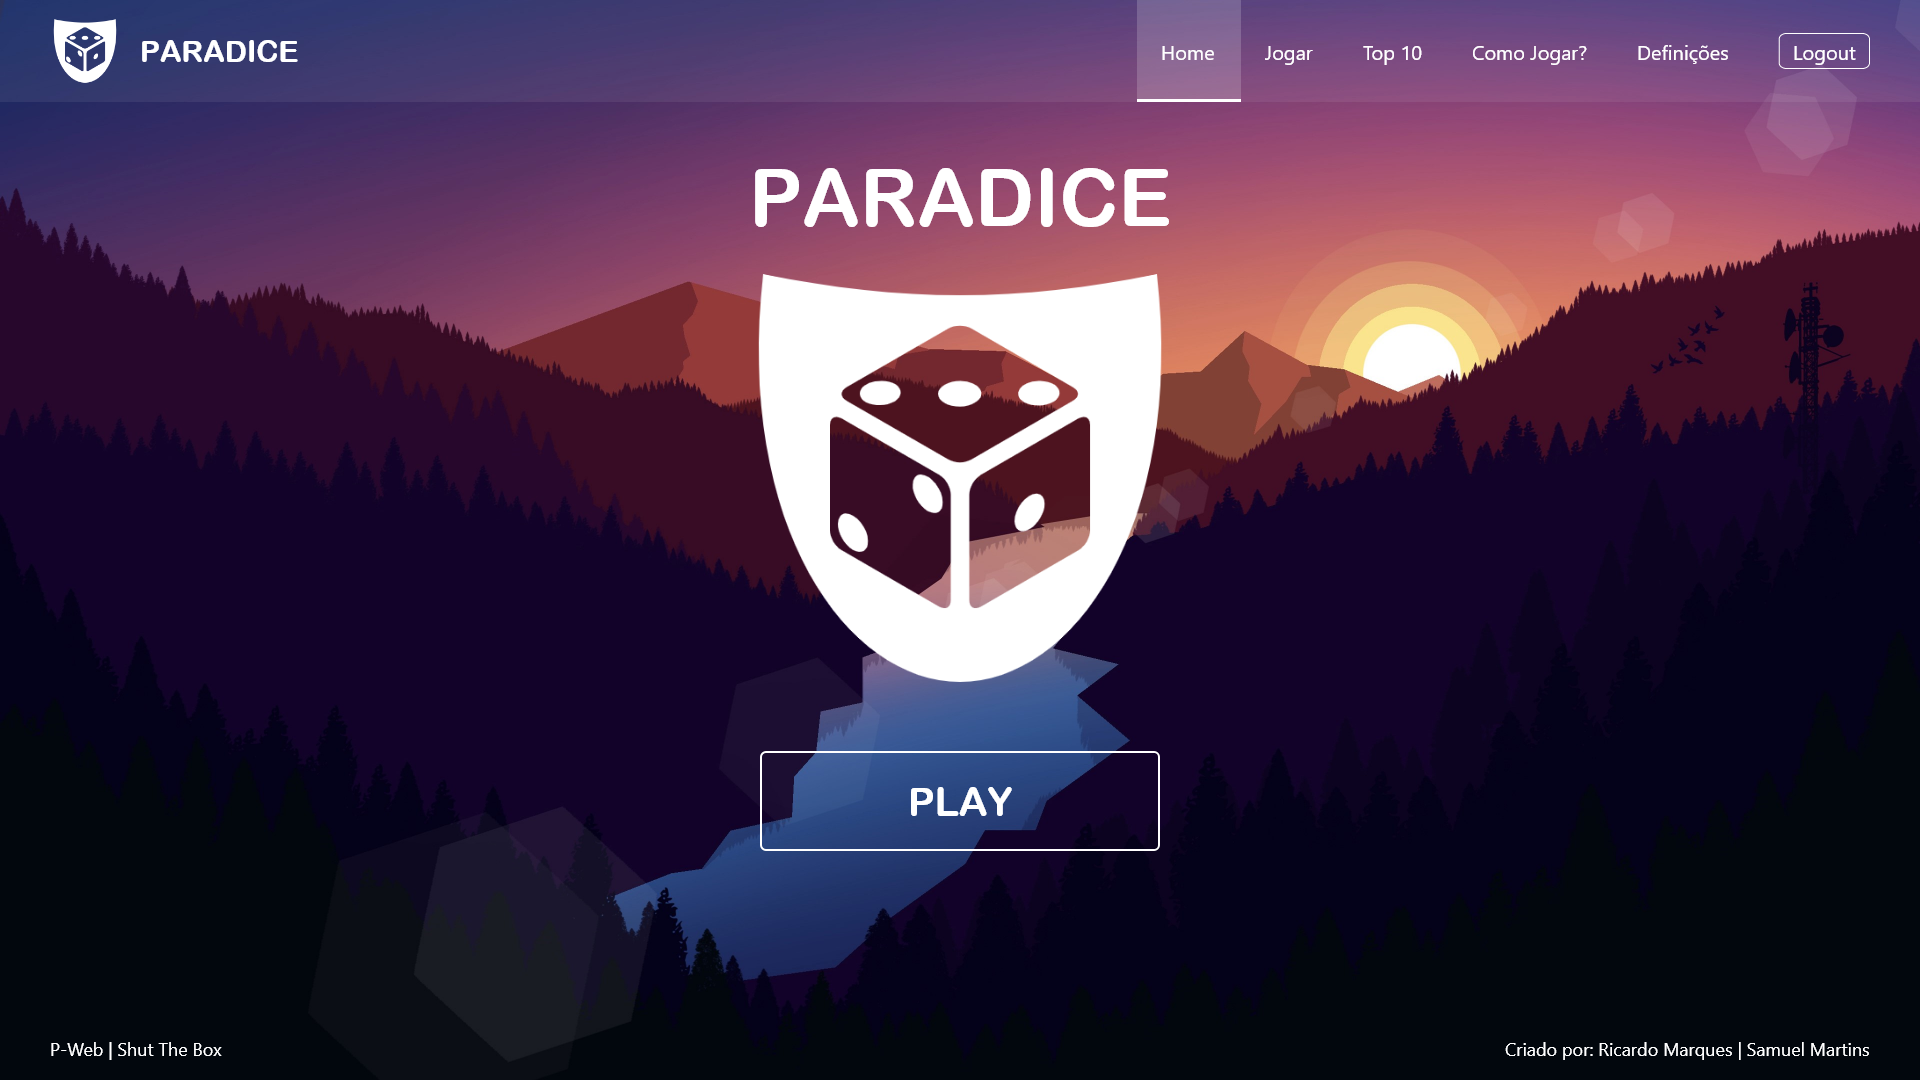 PARADICE
Home
Jogar
Top 10
Como Jogar?
Definições
Logout
PARADICE
PLAY
P-Web | Shut The Box
Criado por: Ricardo Marques | Samuel Martins